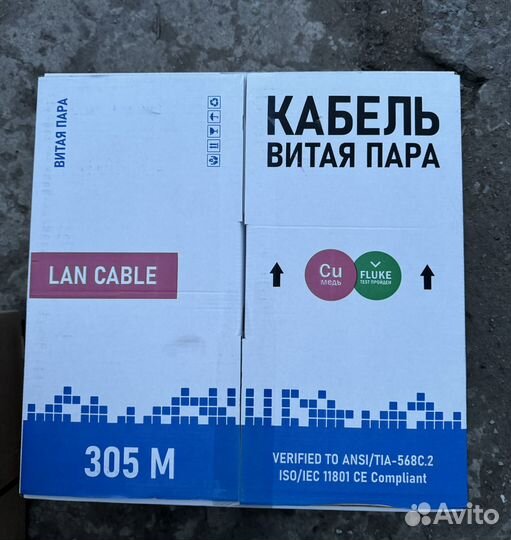 ВИТАЯ ПАРА
КАБЕЛЬ
ВИТАЯ ПАРА
LAN CABLE
Cu
МЕДЬ
FLUKE
TEST ПРОЙДЕН
305 М
VERIFIED TO ANSI/TIA-568C.2
ISO/IEC 11801 CE Compliant
Avito